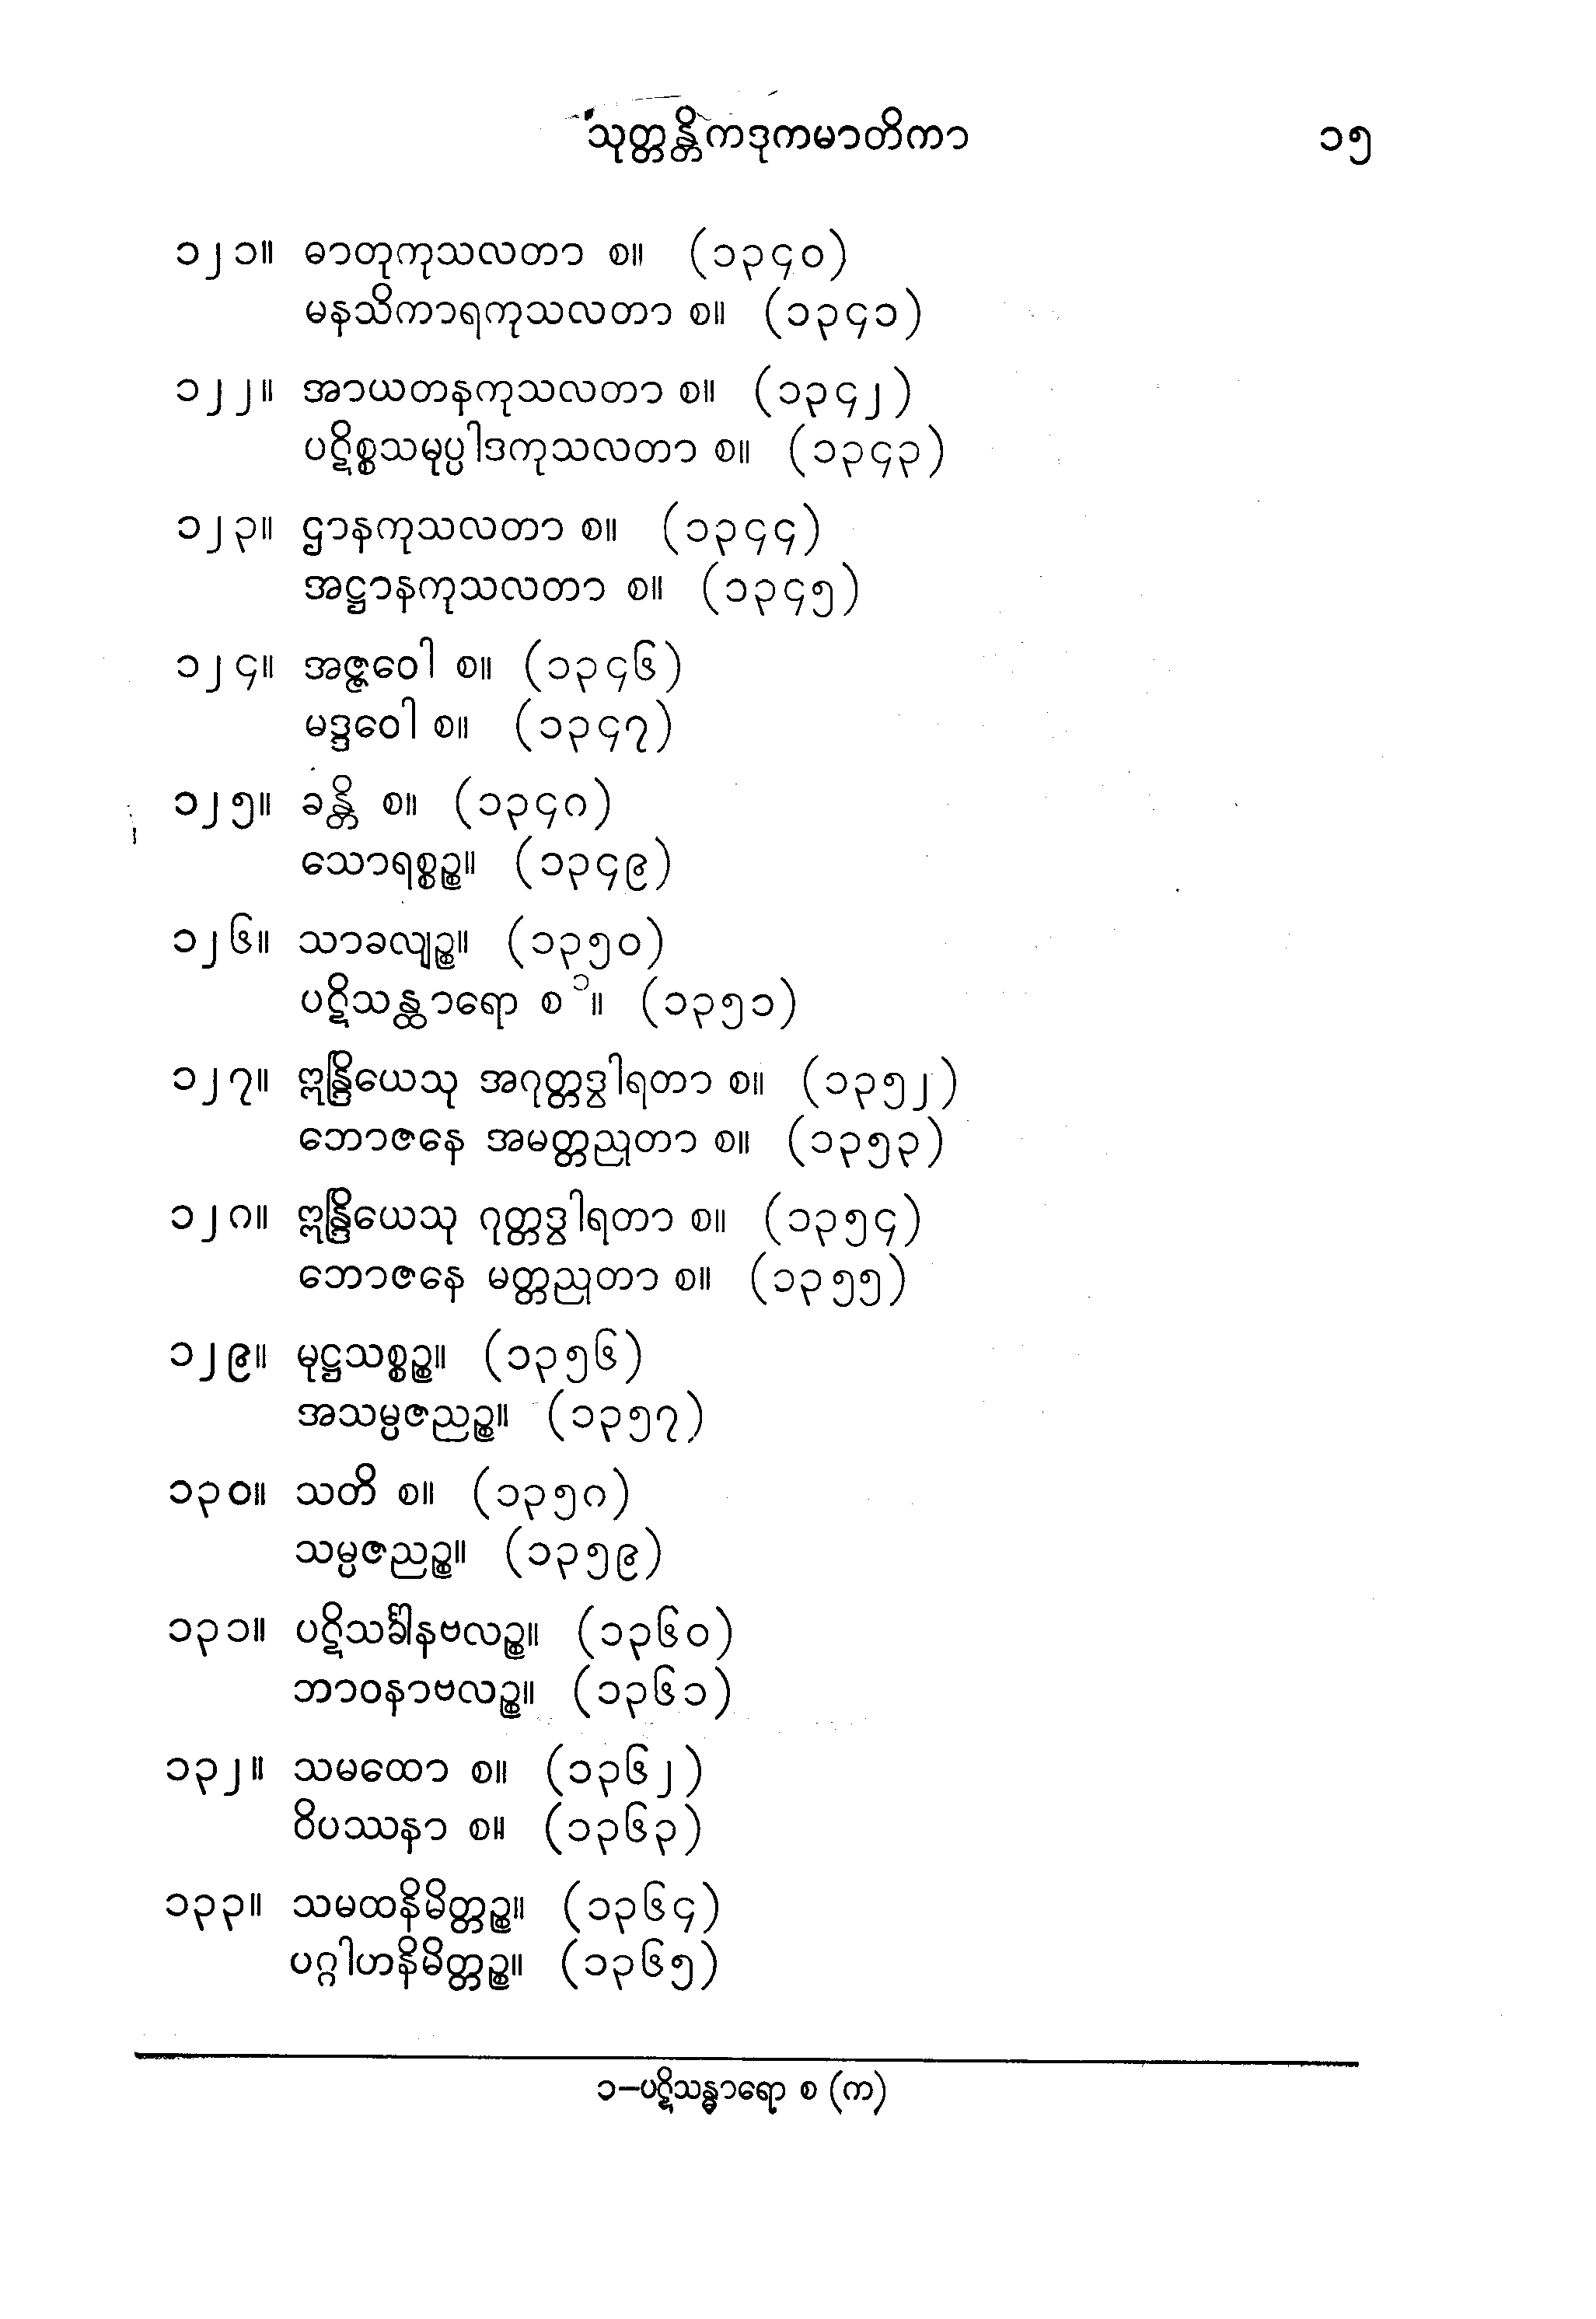 သုတ္တန္တိကဒုကမာတိကာ ၁၅
၁၂၁။ ဓာတုကုသလတာ စ။ (၁၃၄၀)
မနသိကာရကုသလတာ စ။ (၁၃၄၁)
၁၂၂။ အာယတနကုသလတာ စ။ (၁၃၄၂)
ပဋိစ္စသမုပ္ပါဒကုသလတာ စ။ (၁၃၄၃)
၁၂၃။ ဌာနကုသလတာ စ။ (၁၃၄၄)
အဋ္ဌာနကုသလတာ စ။ (၁၃၄၅)
၁၂၄။ အဇ္ဇဝေါ စ။ (၁၃၄၆)
မဒ္ဒဝေါ စ။ (၁၃၄၇)
၁၂၅။ ခန္တိ စ။ (၁၃၄၈)
သောရစ္စဉ္စ။ (၁၃၄၉)
၁၂၆။ သာခလျဉ္စ။ (၁၃၅၀)
ပဋိသန္ထာရော စ ၁။ (၁၃၅၁)
၁၂၇။ ဣန္ဒြိယေသု အဂုတ္တဒွါရတာ စ။ (၁၃၅၂)
ဘောဇနေ အမတ္တညုတာ စ။ (၁၃၅၃)
၁၂၈။ ဣန္ဒြိယေသု ဂုတ္တဒွါရတာ စ။ (၁၃၅၄)
ဘောဇနေ မတ္တညုတာ စ။ (၁၃၅၅)
၁၂၉။ မုဋ္ဌသစ္စဉ္စ။ (၁၃၅၆)
အသမ္ပဇညဉ္စ။ (၁၃၅၇)
၁၃၀။ သတိ စ။ (၁၃၅၈)
သမ္ပဇညဉ္စ။ (၁၃၅၉)
၁၃၁။ ပဋိသင်္ခါနဗလဉ္စ။ (၁၃၆၀)
ဘာဝနာဗလဉ္စ။ (၁၃၆၁)
၁၃၂။ သမထော စ။ (၁၃၆၂)
ဝိပဿနာ စ။ (၁၃၆၃)
၁၃၃။ သမထနိမိတ္တဉ္စ။ (၁၃၆၄)
ပဂ္ဂါဟနိမိတ္တဉ္စ။ (၁၃၆၅)
၁–ပဋိသန္ဓာရော စ (က)